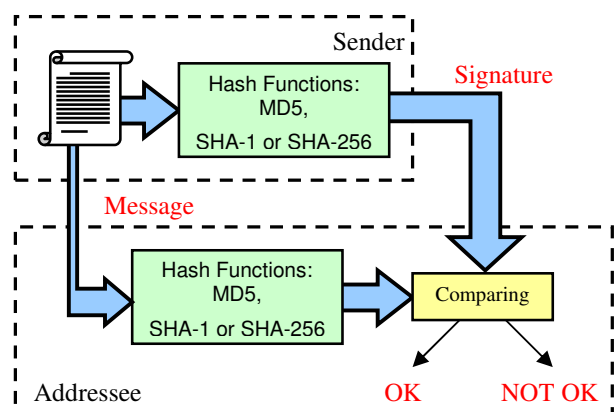 Sender
Hash Functions:
MD5,
SHA-1 or SHA-256
Signature
Message
Hash Functions:
MD5,
SHA-1 or SHA-256
Comparing
Addressee
OK
NOT OK